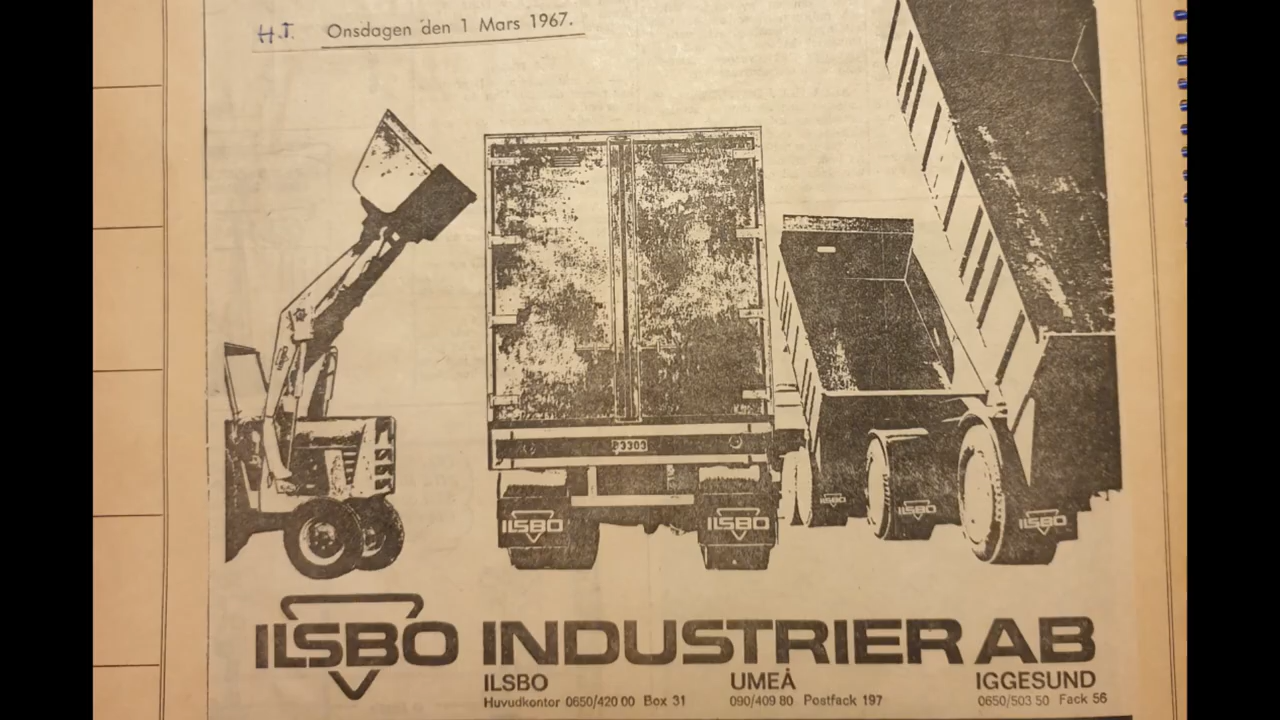 H.T. Onsdagen den 1 Mars 1967.
ILSBO
ILSBO
ILSBO
ILSBO
ILSBO
ILSBO INDUSTRIER AB
ILSBO UMEÅ IGGESUND
Huvudkontor 0650/420 00 Box 31 090/409 80 Postfack 197 0650/503 50 Fack 56